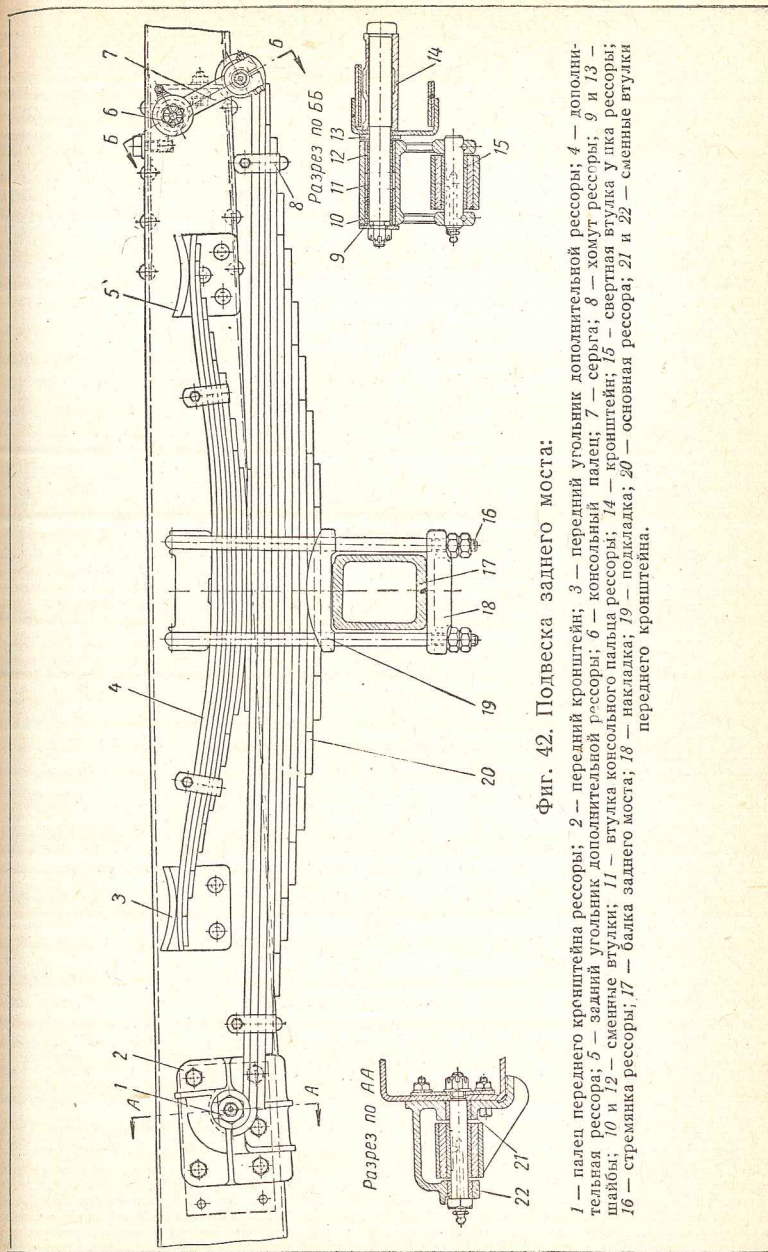 А
А
1
2
3
4
5
6
7
Б
Б
8
20
19
18
17
16
Разрез по АА
22
21
Разрез по ББ
9
10
11
12
13
14
15
Фиг. 42. Подвеска заднего моста:
1 — палец переднего кронштейна рессоры; 2 — передний кронштейн; 3 — передний угольник дополнительной рессоры; 4 — дополни-
тельная рессора; 5 — задний угольник дополнительной рессоры; 6 — консольный палец; 7 — серьга; 8 — хомут рессоры; 9 и 13 —
шайбы; 10 и 12 — сменные втулки; 11 — втулка консольного пальца рессоры; 14 — кронштейн; 15 — свертная втулка у пка рессоры;
16 — стремянка рессоры; 17 — балка заднего моста; 18 — накладка; 19 — подкладка; 20 — основная рессора; 21 и 22 — сменные втулки
переднего кронштейна.